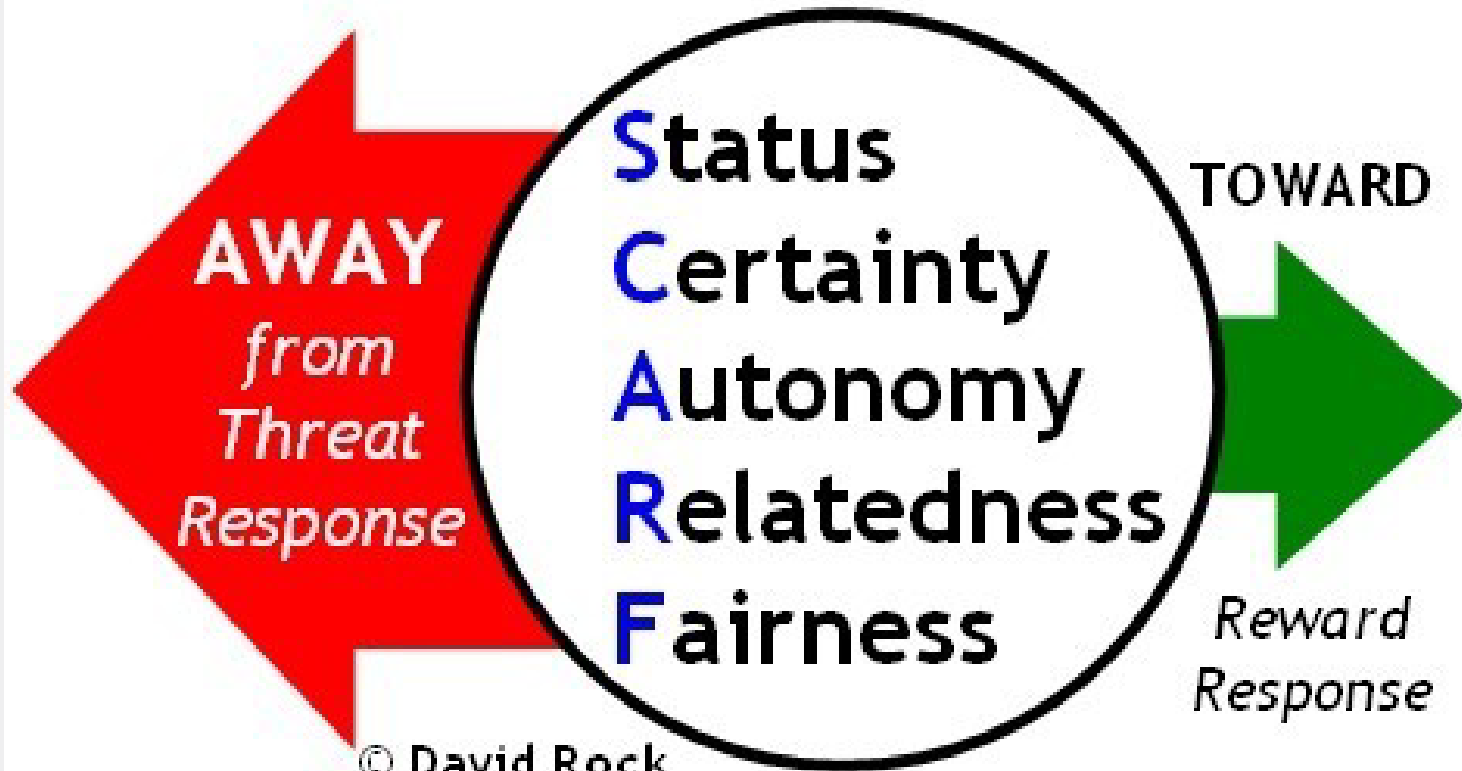 AWAY
from
Threat
Response
Status
Certainty
Autonomy
Relatedness
Fairness
TOWARD
Reward
Response
© David Rock